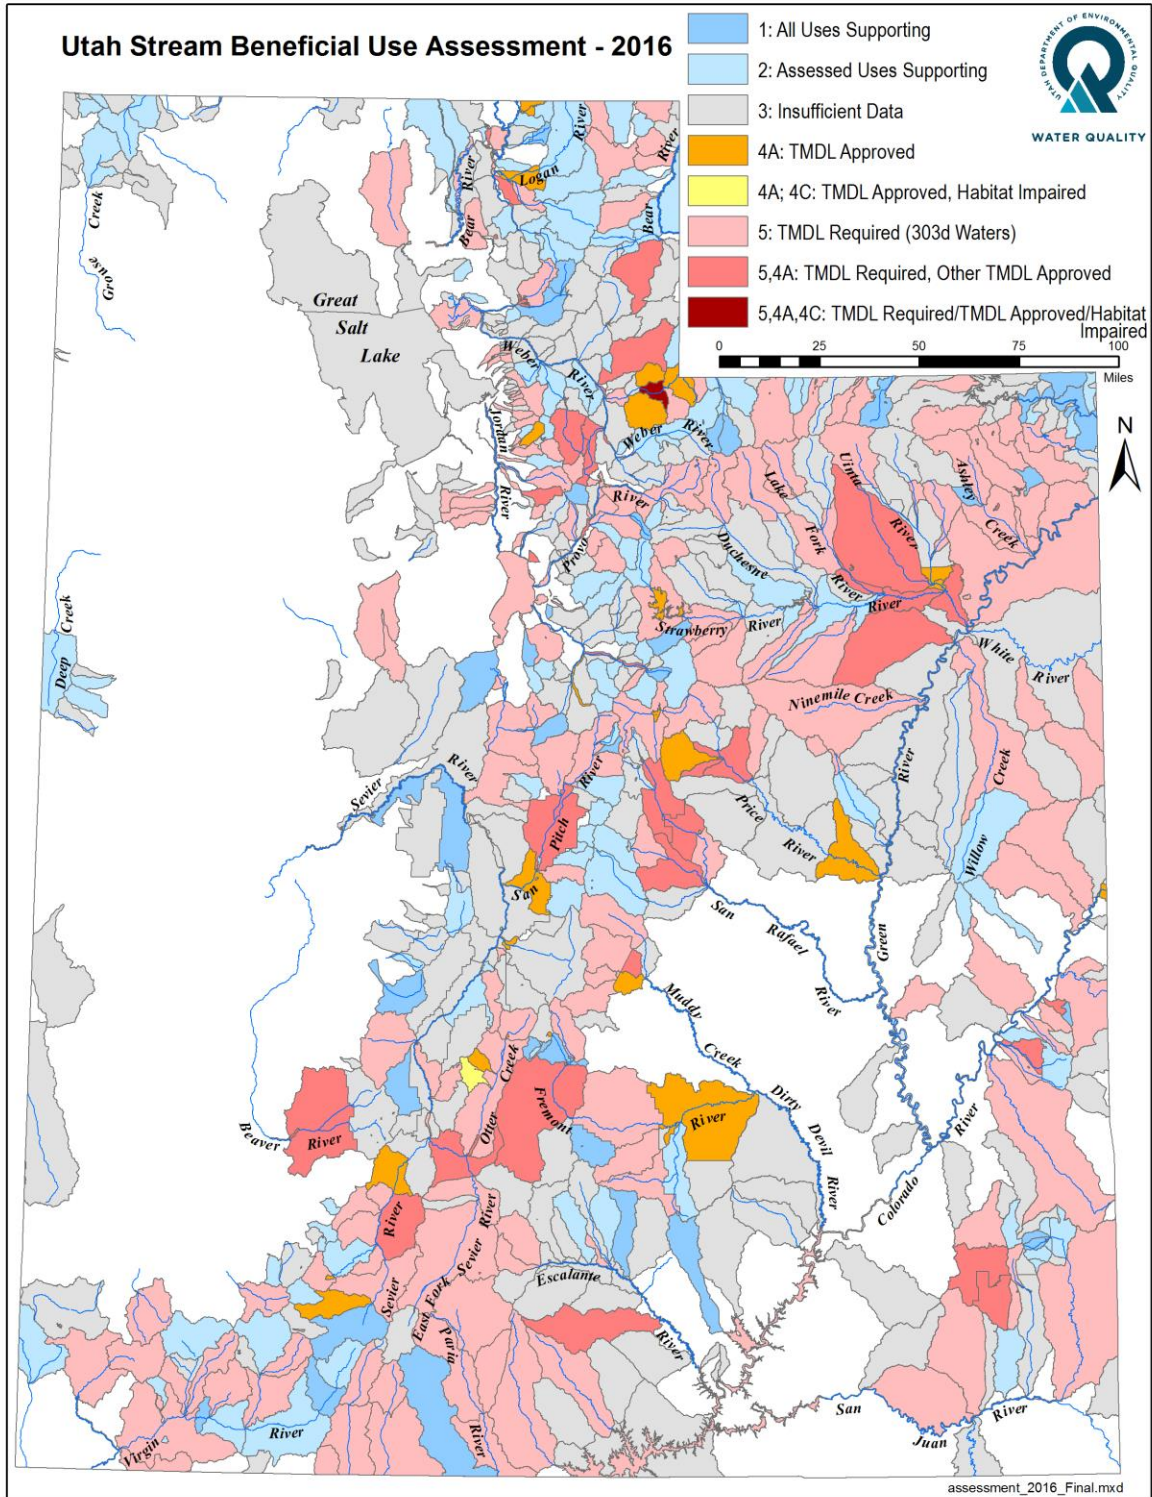 Utah Stream Beneficial Use Assessment - 2016
1: All Uses Supporting
2: Assessed Uses Supporting
3: Insufficient Data
4A: TMDL Approved
4A; 4C: TMDL Approved, Habitat Impaired
5: TMDL Required (303d Waters)
5,4A: TMDL Required, Other TMDL Approved
5,4A,4C: TMDL Required/TMDL Approved/Habitat
Impaired
0 25 50 75 100
Miles
UTAH DEPARTMENT OF ENVIRONMENTAL QUALITY
WATER QUALITY
N
Grouse
Creek
Bear
River
Logan
River
Bear
River
Great
Salt
Lake
Weber
River
Weber
River
Jordan
River
Provo
River
Lake
Fork
River
Uinta
River
Ashley
Creek
Duchesne
River
Strawberry
River
White
River
Deep
Creek
Ninemile Creek
Sevier
River
San
Pitch
River
Price
River
Green
River
Willow
Creek
San
Rafael
River
Muddy
Creek
Dirty
Devil
River
Fremont
River
Otter
Creek
Beaver
River
Sevier
River
East Fork
Sevier
River
Escalante
River
Paria
River
Virgin
River
Colorado
River
San
Juan
River
assessment_2016_Final.mxd